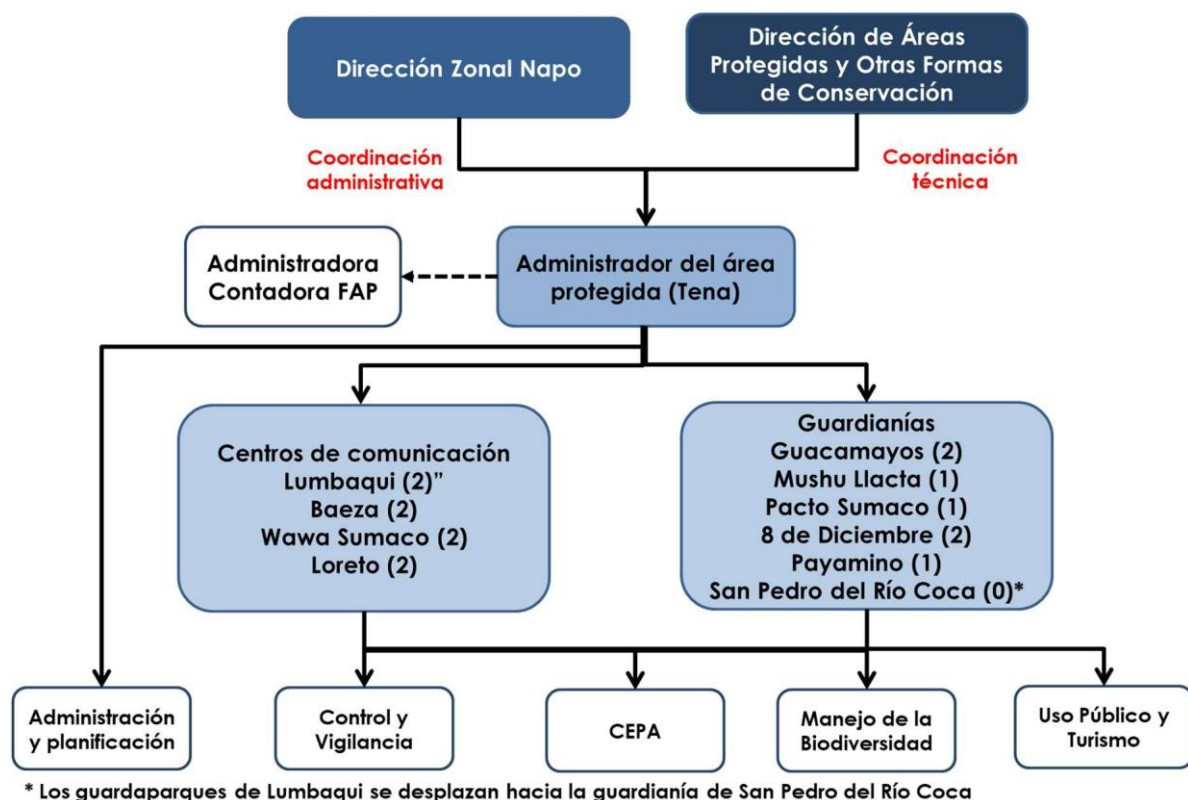 Dirección Zonal Napo
Dirección de Áreas
Protegidas y Otras Formas
de Conservación
Coordinación
administrativa
Coordinación
técnica
Administradora
Contadora FAP
Administrador del área
protegida (Tena)
Centros de comunicación
Lumbaqui (2)”
Baeza (2)
Wawa Sumaco (2)
Loreto (2)
Guardianías
Guacamayos (2)
Mushu Llacta (1)
Pacto Sumaco (1)
8 de Diciembre (2)
Payamino (1)
San Pedro del Río Coca (0)*
Administración
y planificación
Control y
Vigilancia
CEPA
Manejo de la
Biodiversidad
Uso Público y
Turismo
* Los guardaparques de Lumbaqui se desplazan hacia la guardianía de San Pedro del Río Coca